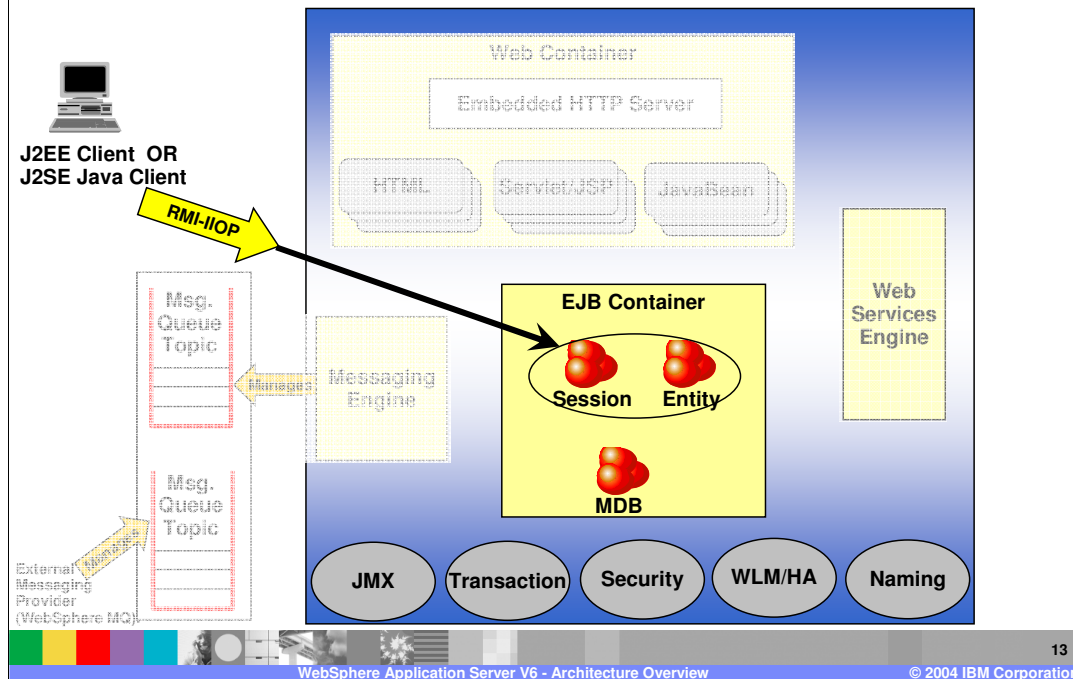 Web Container
Embedded HTTP Server
J2EE Client OR
J2SE Java Client
HTML
Servlet/JSP
JavaBean
RMI-IIOP
Msg.
Queue
Topic
Manages
Messaging
Engine
EJB Container
Session
Entity
MDB
Web
Services
Engine
Msg.
Queue
Topic
Manages
External
Messaging
Provider
(WebSphere MQ)
JMX
Transaction
Security
WLM/HA
Naming
13
WebSphere Application Server V6 - Architecture Overview
© 2004 IBM Corporation